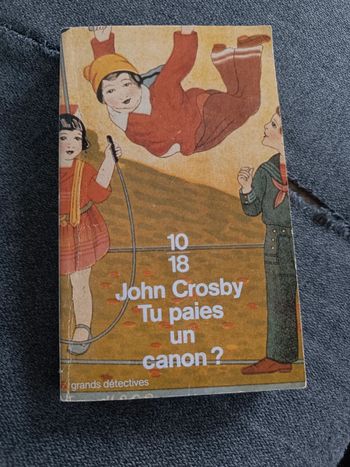 10
18
John Crosby
Tu paies
un
canon ?
grands détectives